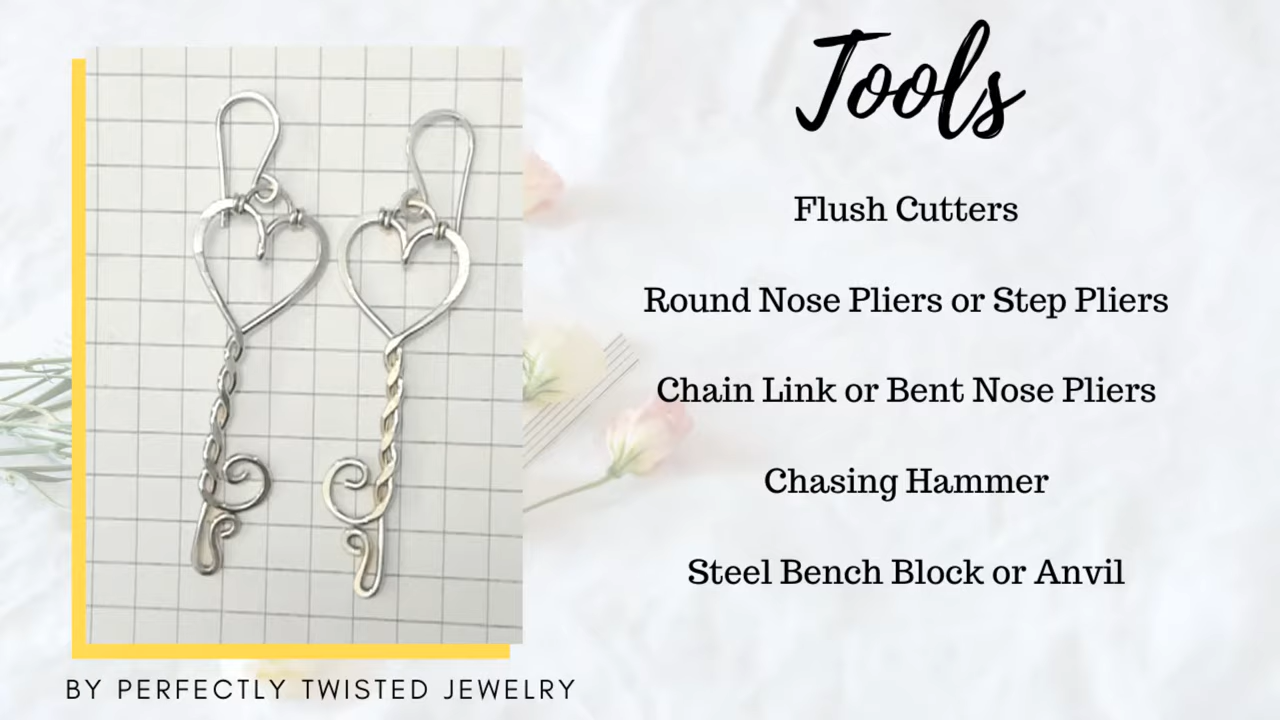 Tools
Flush Cutters
Round Nose Pliers or Step Pliers
Chain Link or Bent Nose Pliers
Chasing Hammer
Steel Bench Block or Anvil
BY PERFECTLY TWISTED JEWELRY